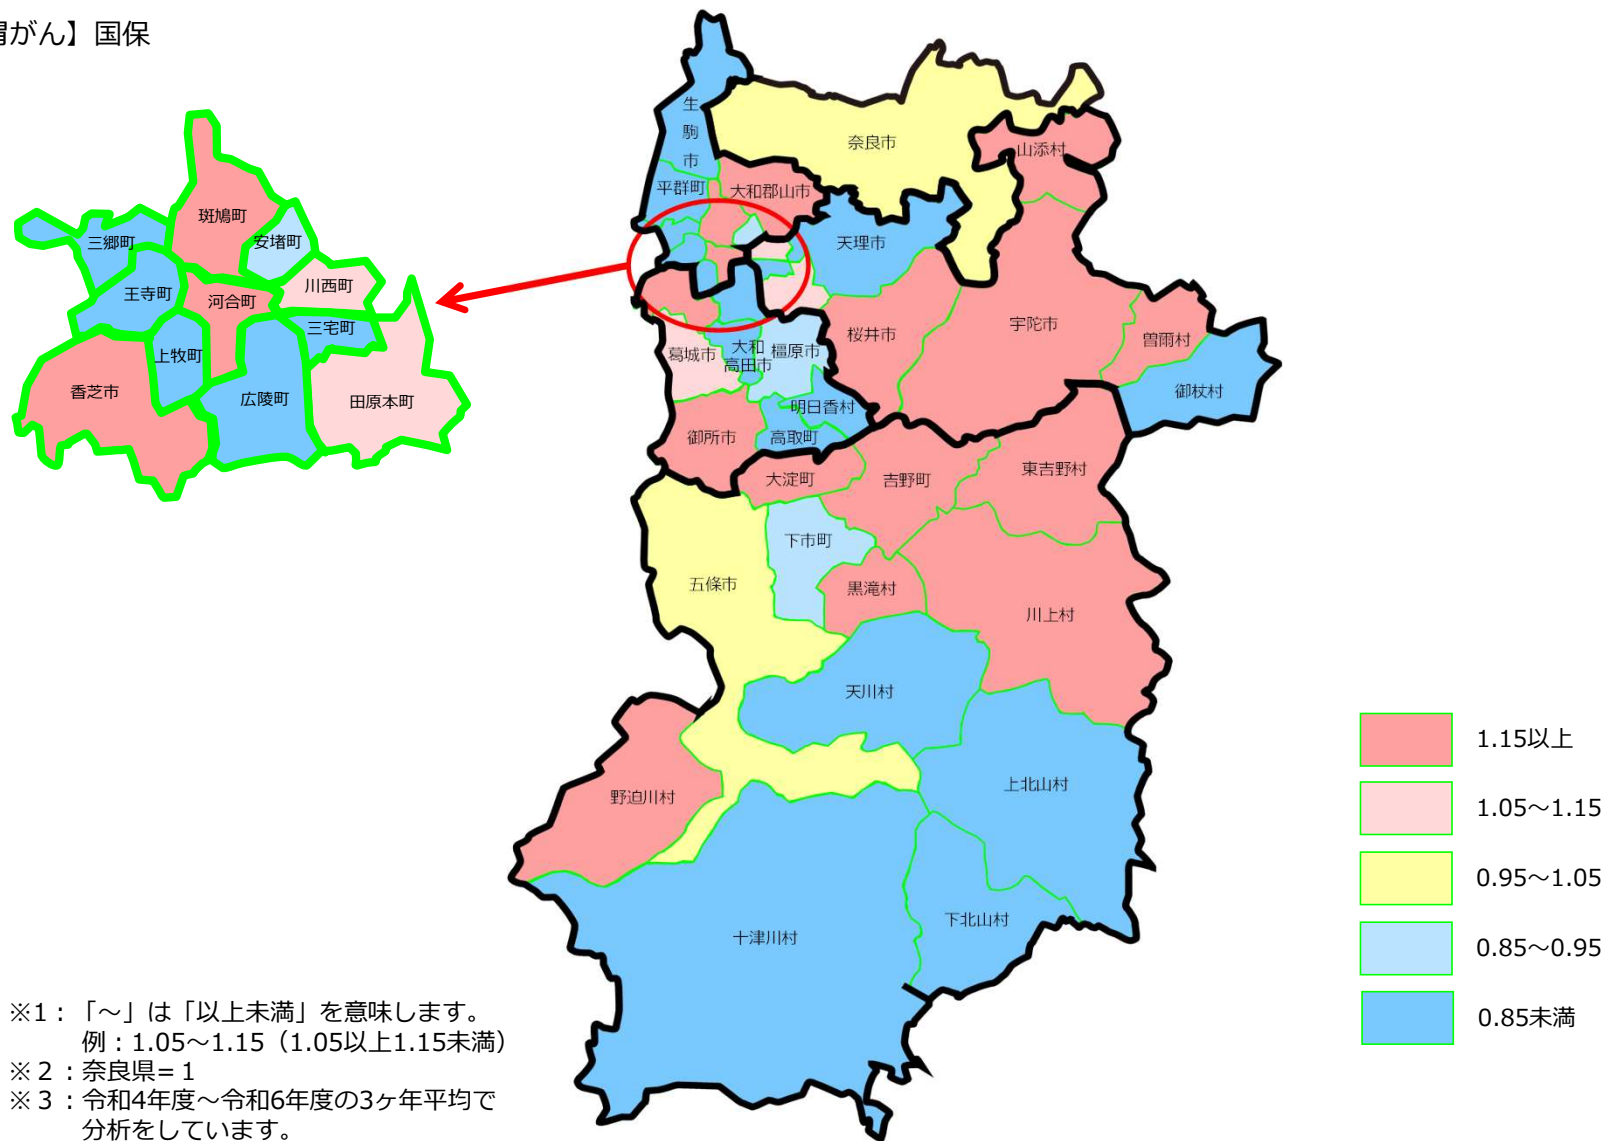 胃がん】国保
生駒市
奈良市
山添村
平群町
大和郡山市
天理市
宇陀市
桜井市
曽爾村
御杖村
葛城市
大和
高田市
橿原市
明日香村
高取町
御所市
大淀町
吉野町
東吉野村
下市町
五條市
黒滝村
川上村
天川村
野迫川村
上北山村
下北山村
十津川村
斑鳩町
三郷町
安堵町
王寺町
河合町
川西町
三宅町
上牧町
香芝市
広陵町
田原本町
1.15以上
1.05～1.15
0.95～1.05
0.85～0.95
0.85未満
※1：「～」は「以上未満」を意味します。
例：1.05～1.15（1.05以上1.15未満）
※２：奈良県=１
※３：令和4年度～令和6年度の3ヶ年平均で
分析をしています。